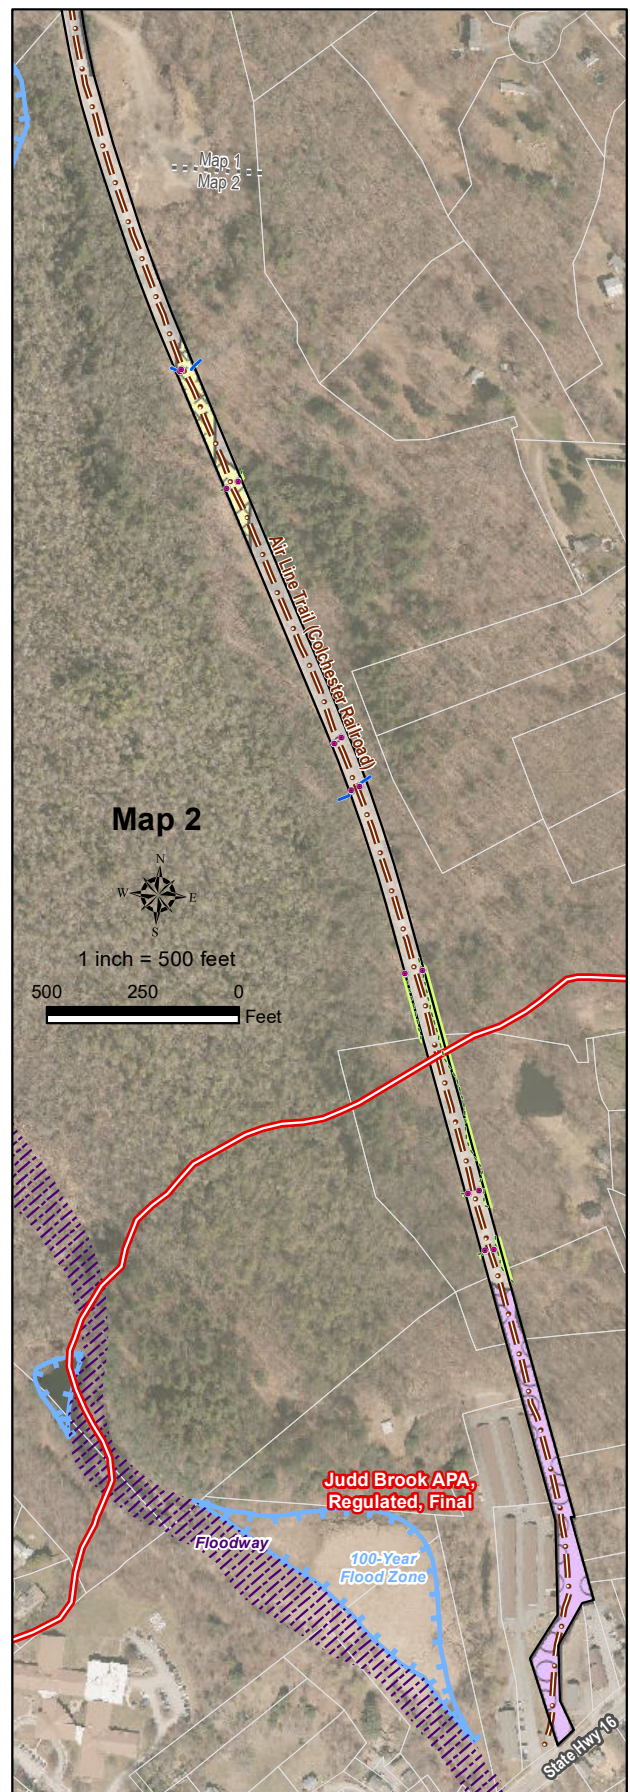 Map 1
Map 2
Air Line Trail (Colchester Railroad)
Map 2
N
W E
S
1 inch = 500 feet
500 250 0
Feet
Judd Brook APA,
Regulated, Final
Floodway
100-Year
Flood Zone
State Hwy 16